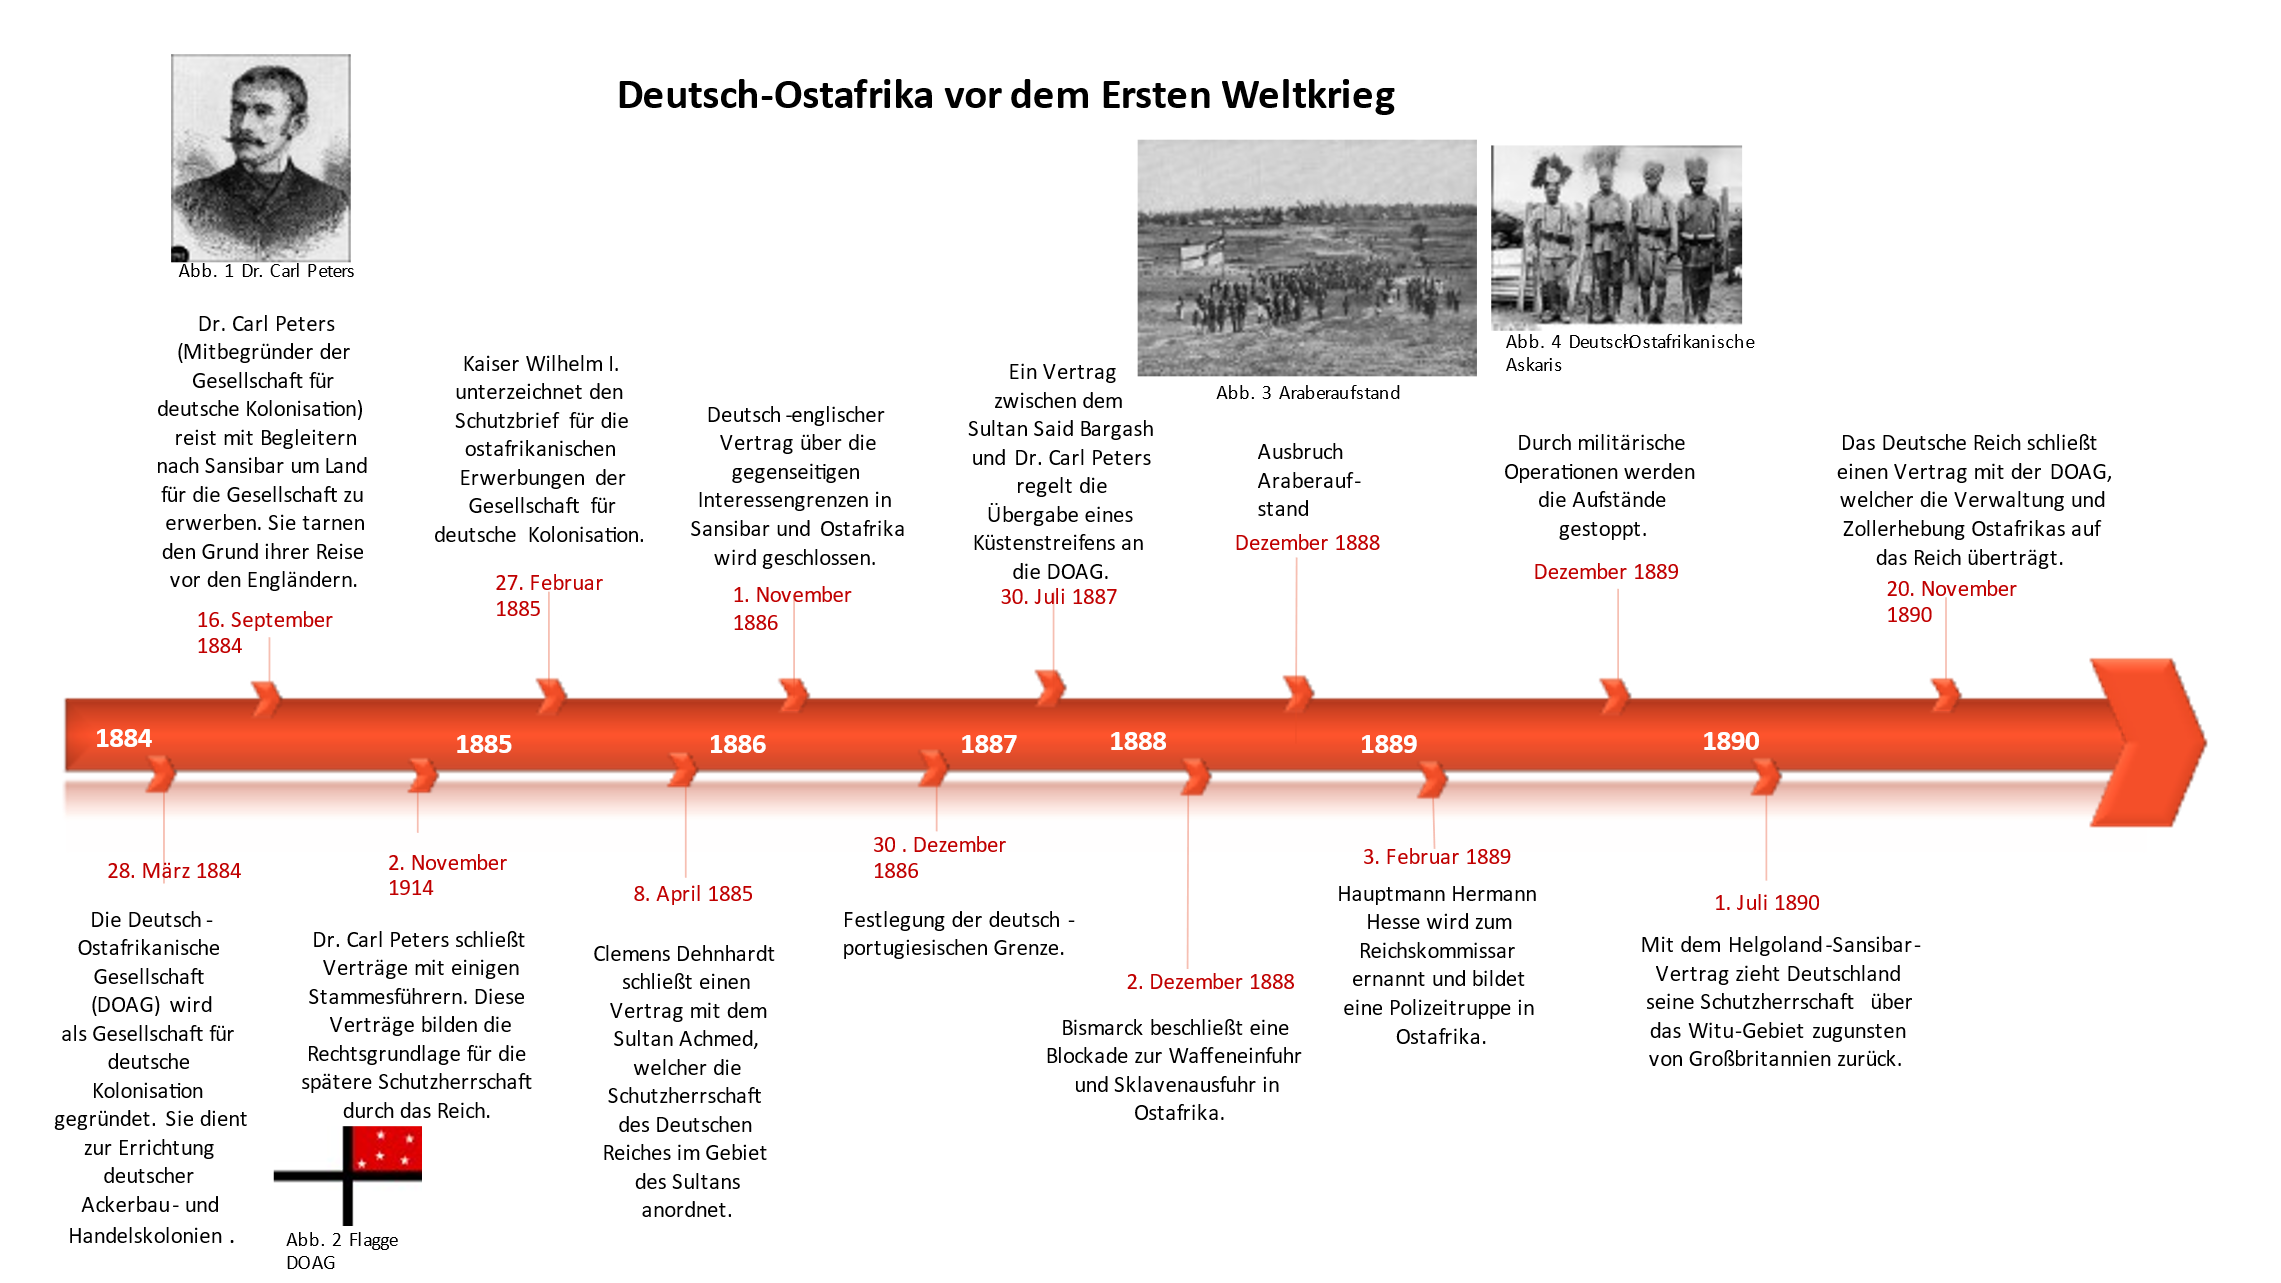 Deutsch-Ostafrika vor dem Ersten Weltkrieg
Abb. 1 Dr. Carl Peters
Dr. Carl Peters
(Mitbegründer der
Gesellschaft für
deutsche Kolonisation)
reist mit Begleitern
nach Sansibar um Land
für die Gesellschaft zu
erwerben. Sie tarnen
den Grund ihrer Reise
vor den Engländern.
16. September
1884
Kaiser Wilhelm I.
unterzeichnet den
Schutzbrief für die
ostafrikanischen
Erwerbungen der
Gesellschaft für
deutsche Kolonisation.
27. Februar
1885
Deutsch-englischer
Vertrag über die
gegenseitigen
Interessengrenzen in
Sansibar und Ostafrika
wird geschlossen.
1. November
1886
Ein Vertrag
zwischen dem
Sultan Said Bargash
und Dr. Carl Peters
regelt die
Übergabe eines
Küstenstreifens an
die DOAG.
30. Juli 1887
Abb. 3 Araberaufstand
Ausbruch
Araberauf-
stand
Dezember 1888
Abb. 4 Deutsch-Ostafrikanische
Askaris
Durch militärische
Operationen werden
die Aufstände
gestoppt.
Dezember 1889
Das Deutsche Reich schließt
einen Vertrag mit der DOAG,
welcher die Verwaltung und
Zollerhebung Ostafrikas auf
das Reich überträgt.
20. November
1890
1884
1885
1886
1887
1888
1889
1890
28. März 1884
Die Deutsch-
Ostafrikanische
Gesellschaft
(DOAG) wird
als Gesellschaft für
deutsche
Kolonisation
gegründet. Sie dient
zur Errichtung
deutscher
Ackerbau- und
Handelskolonien .
2. November
1914
Dr. Carl Peters schließt
Verträge mit einigen
Stammesführern. Diese
Verträge bilden die
Rechtsgrundlage für die
spätere Schutzherrschaft
durch das Reich.
Abb. 2 Flagge
DOAG
8. April 1885
Clemens Dehnhardt
schließt einen
Vertrag mit dem
Sultan Achmed,
welcher die
Schutzherrschaft
des Deutschen
Reiches im Gebiet
des Sultans
anordnet.
30 . Dezember
1886
Festlegung der deutsch -
portugiesischen Grenze.
2. Dezember 1888
Bismarck beschließt eine
Blockade zur Waffeneinfuhr
und Sklavenausfuhr in
Ostafrika.
3. Februar 1889
Hauptmann Hermann
Hesse wird zum
Reichskommissar
ernannt und bildet
eine Polizeitruppe in
Ostafrika.
1. Juli 1890
Mit dem Helgoland-Sansibar-
Vertrag zieht Deutschland
seine Schutzherrschaft über
das Witu-Gebiet zugunsten
von Großbritannien zurück.